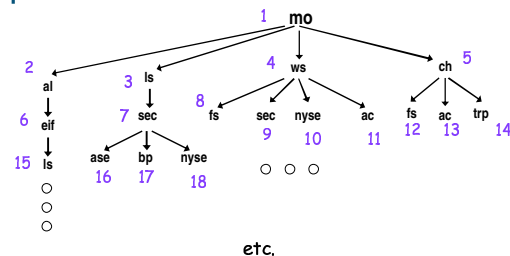 1 mo
2 al
3 ls
4 ws
5 ch
6 eif
7 sec
8 fs
9 sec
10 nyse
11 ac
12 fs
13 ac
14 trp
15 ls
16 ase
17 bp
18 nyse
etc.